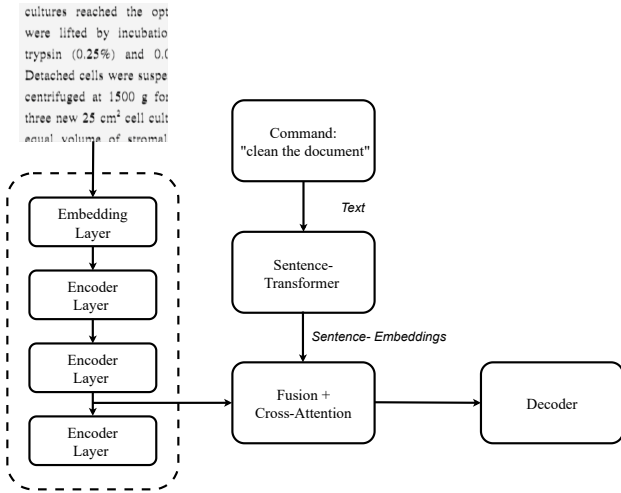 cultures reached the opt
were lifted by incubatio
trypsin (0.25%) and 0.0
Detached cells were suspe
centrifuged at 1500 g for
three new 25 cm² cell cult
equal volume of stromal
Embedding
Layer
Encoder
Layer
Encoder
Layer
Encoder
Layer
Command:
"clean the document"
Text
Sentence-
Transformer
Sentence- Embeddings
Fusion +
Cross-Attention
Decoder